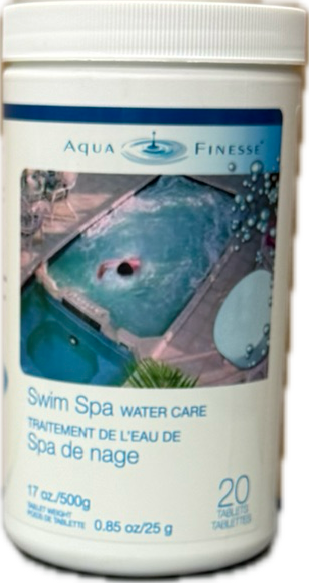 AQUA FINESSE
Swim Spa WATER CARE
TRAITEMENT DE L'EAU DE
Spa de nage
17 oz./500g
TABLET WEIGHT
POIDS DE TABLETTE 0.85 oz/25 g
20
TABLETS
TABLETTES